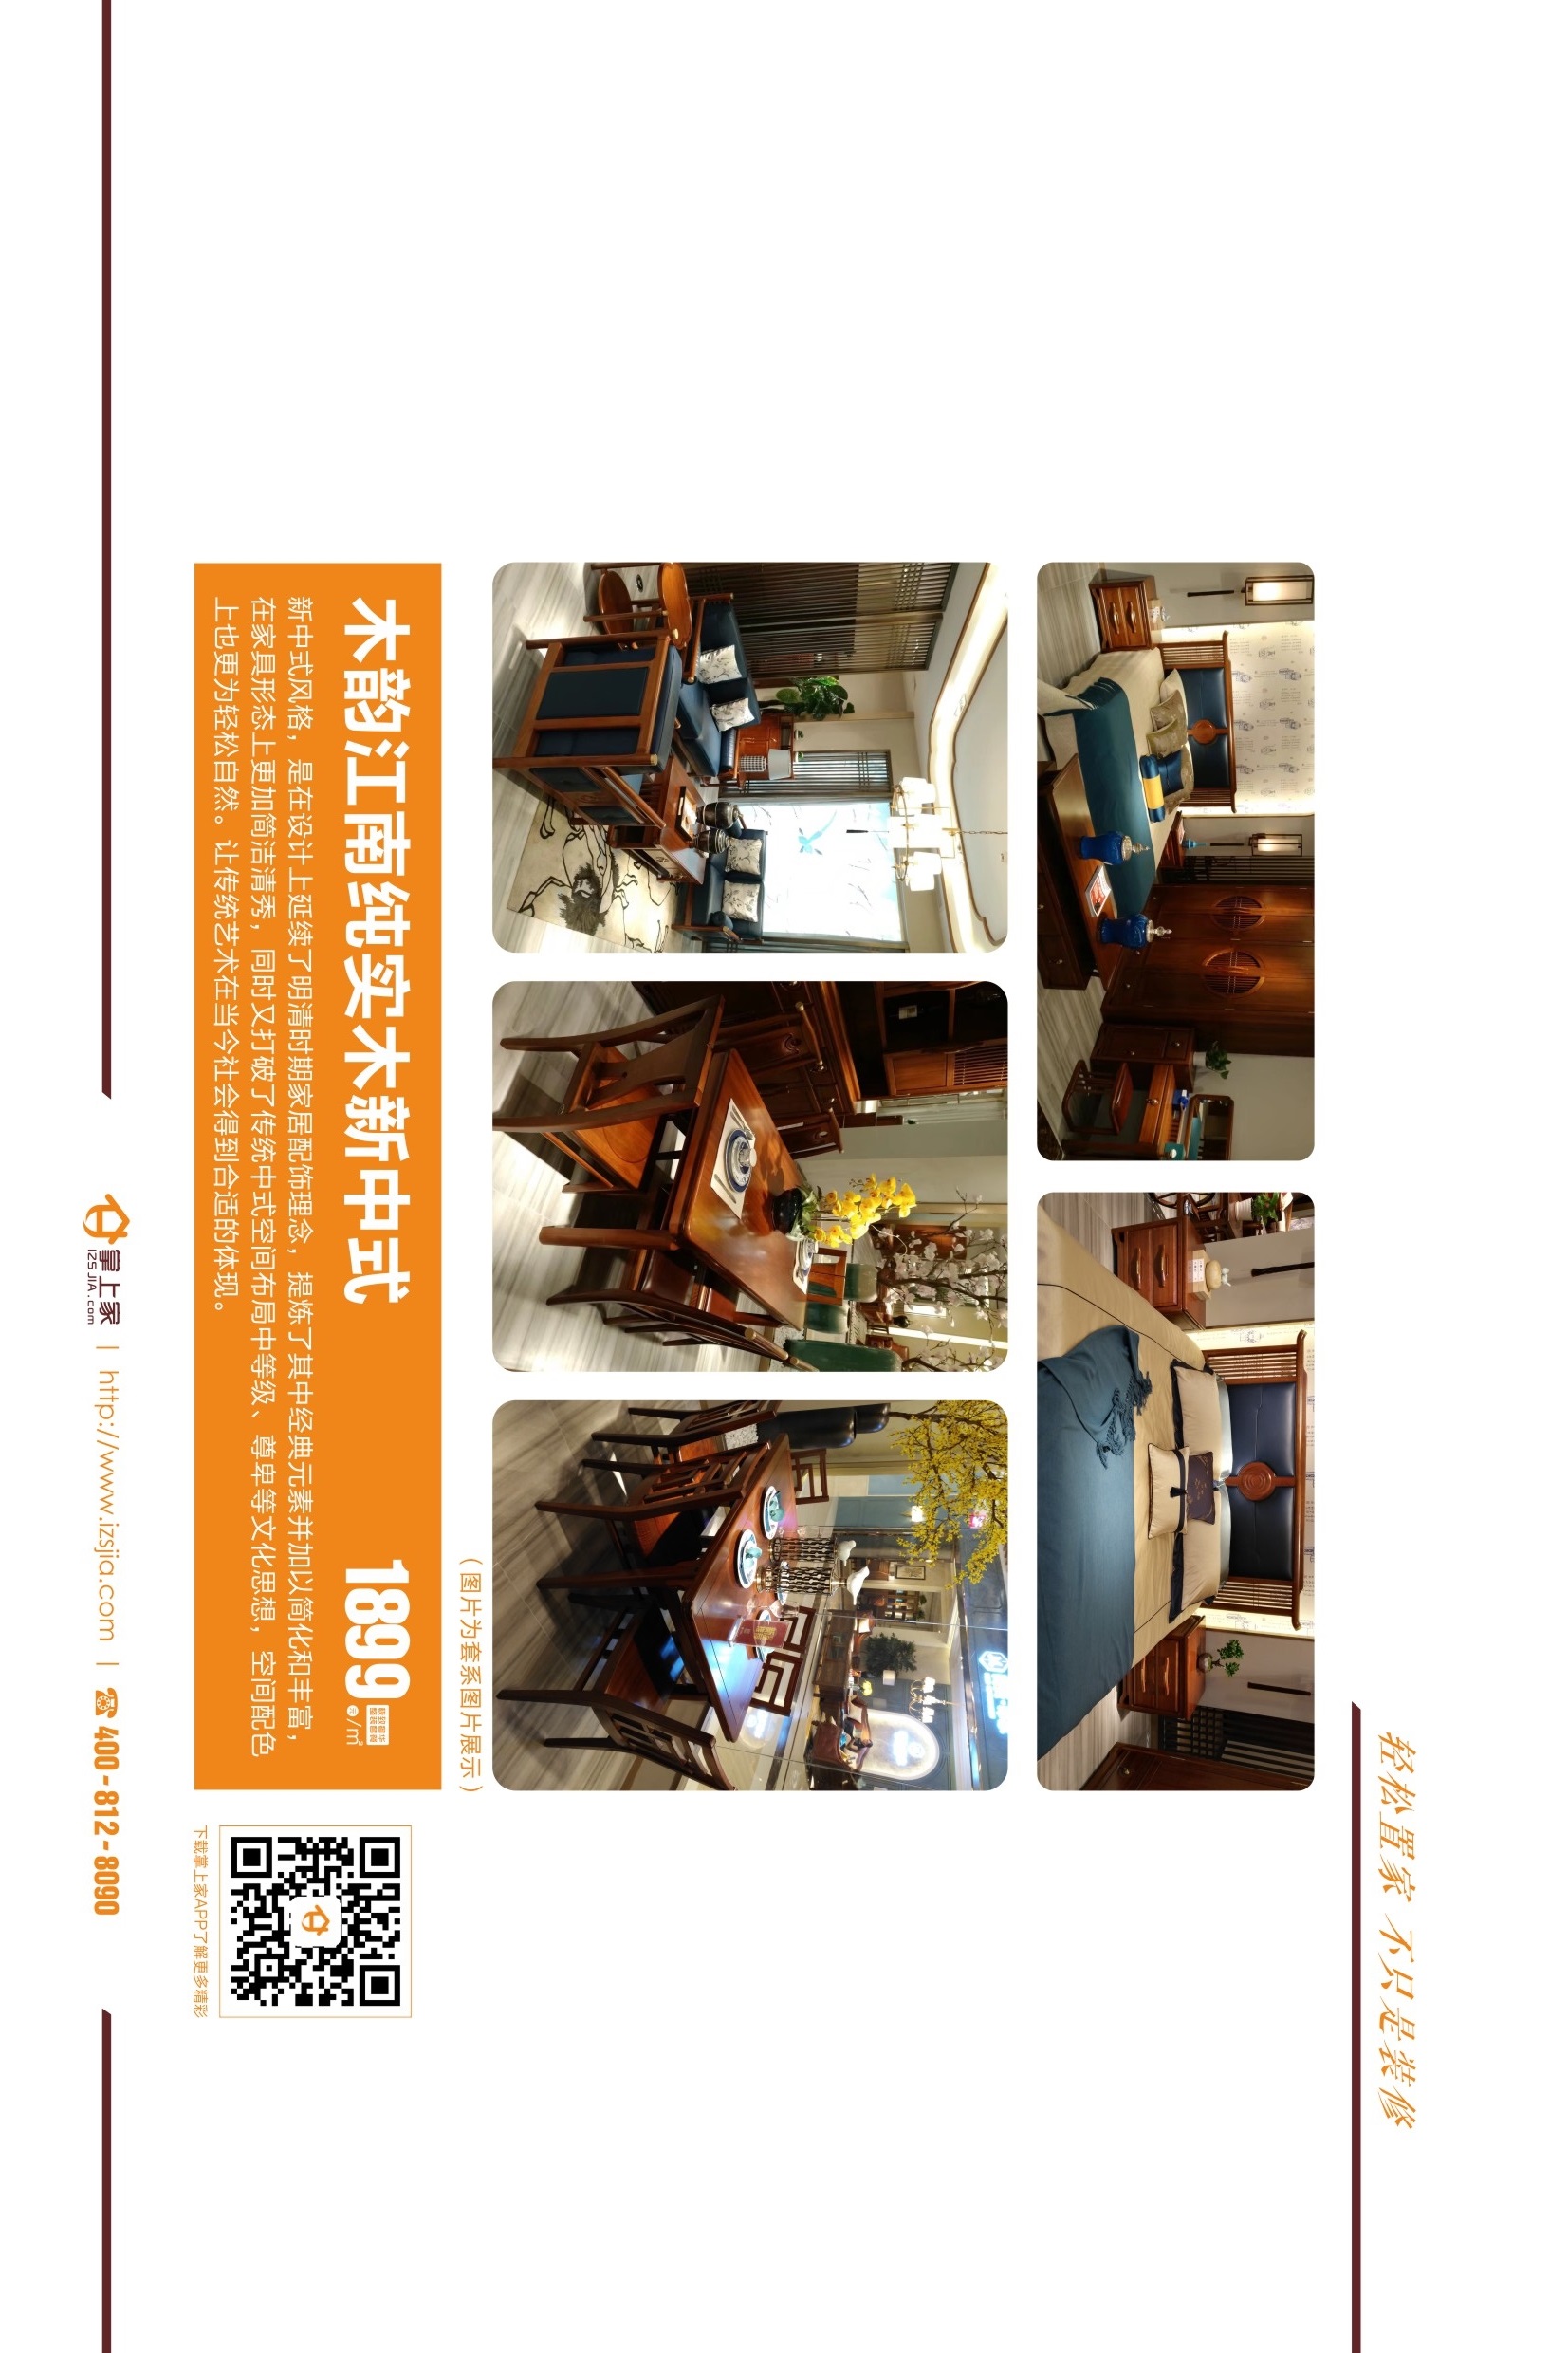 轻松置家 不只是装修
（图片为套系图片展示）
木韵江南纯实木新中式
1899
元/㎡
新中式风格，是在设计上延续了明清时期家居配饰理念，提炼了其中经典元素并加以简化和丰富，
在家具形态上更加简洁清秀，同时又打破了传统中式空间布局中等级、尊卑等文化思想，空间配色
上也更为轻松自然。让传统艺术在当今社会得到合适的体现。
下载掌上家APP了解更多精彩
掌上家
IZSJIA.com
http://www.izsjia.com
400-812-8090